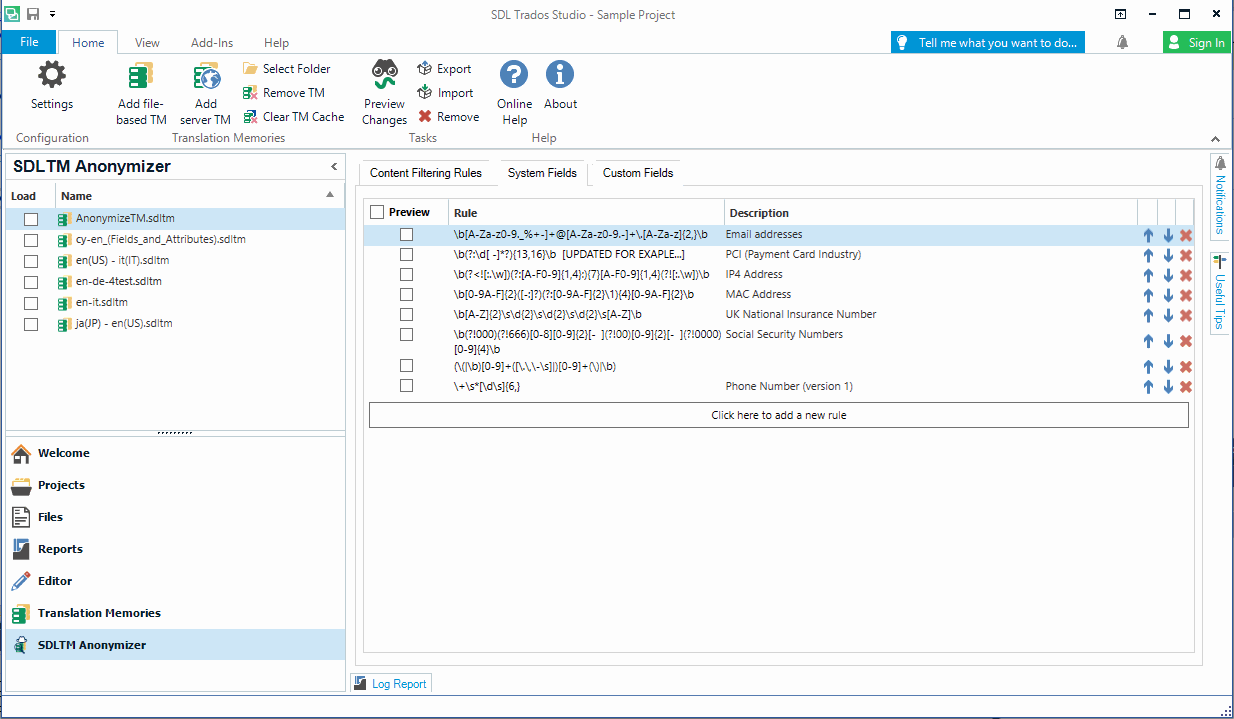 SDL Trados Studio - Sample Project
File Home View Add-Ins Help Tell me what you want to do... Sign In
Settings
Configuration
Add file-
based TM
Add
server TM
Select Folder
Remove TM
Clear TM Cache
Translation Memories
Preview
Changes
Export
Import
Remove
Tasks
Online
Help
About
Help
SDLTM Anonymizer
Load Name
AnonymizeTM.sdltm
cy-en_(Fields_and_Attributes).sdltm
en(US) - it(IT).sdltm
en-de-4test.sdltm
en-it.sdltm
ja(JP) - en(US).sdltm
Welcome
Projects
Files
Reports
Editor
Translation Memories
SDLTM Anonymizer
Content Filtering Rules System Fields Custom Fields
Preview Rule Description
\b[A-Za-z0-9._%+-]+@[A-Za-z0-9.-]+\.[A-Za-z]{2,}\b Email addresses
\b(?:\d[ -]*?){13,16}\b [UPDATED FOR EXAPLE...] PCI (Payment Card Industry)
\b(?<![:.\w])(?:[A-F0-9]{1,4}:){7}[A-F0-9]{1,4}(?![:.\w])\b IP4 Address
\b[0-9A-F]{2}([-:]?)(?:[0-9A-F]{2}\1){4}[0-9A-F]{2}\b MAC Address
\b[A-Z]{2}\s\d{2}\s\d{2}\s\d{2}\s[A-Z]\b UK National Insurance Number
\b(?!000)(?!666)[0-8][0-9]{2}[- ](?!00)[0-9]{2}[- ](?!0000) Social Security Numbers
[0-9]{4}\b
(\(|\b)[0-9]+([\.\,\-\s]|)[0-9]+(\)|\b)
\+\s*[\d\s]{6,} Phone Number (version 1)
Click here to add a new rule
Log Report
Notifications
Useful Tips